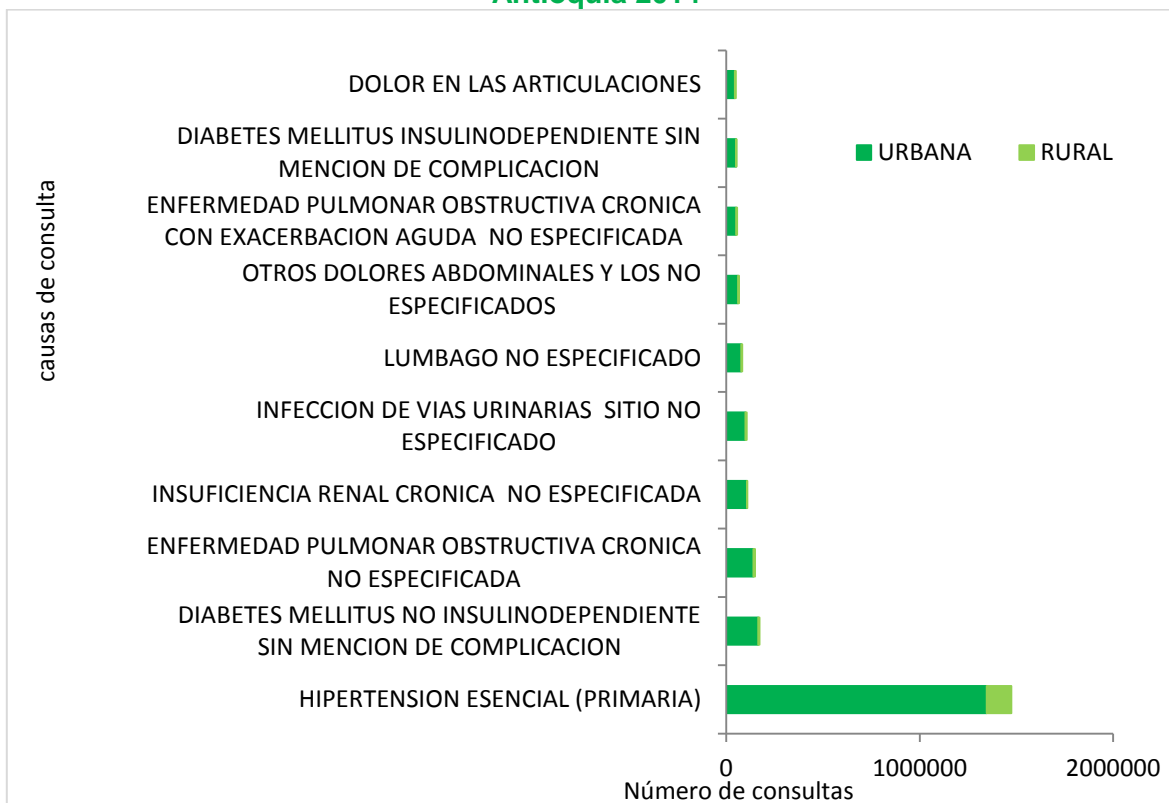 causas de consulta
DOLOR EN LAS ARTICULACIONES
DIABETES MELLITUS INSULINODEPENDIENTE SIN
MENCION DE COMPLICACION
ENFERMEDAD PULMONAR OBSTRUCTIVA CRONICA
CON EXACERBACION AGUDA NO ESPECIFICADA
OTROS DOLORES ABDOMINALES Y LOS NO
ESPECIFICADOS
LUMBAGO NO ESPECIFICADO
INFECCION DE VIAS URINARIAS SITIO NO
ESPECIFICADO
INSUFICIENCIA RENAL CRONICA NO ESPECIFICADA
ENFERMEDAD PULMONAR OBSTRUCTIVA CRONICA
NO ESPECIFICADA
DIABETES MELLITUS NO INSULINODEPENDIENTE
SIN MENCION DE COMPLICACION
HIPERTENSION ESENCIAL (PRIMARIA)
URBANA RURAL
0 1000000 2000000
Número de consultas